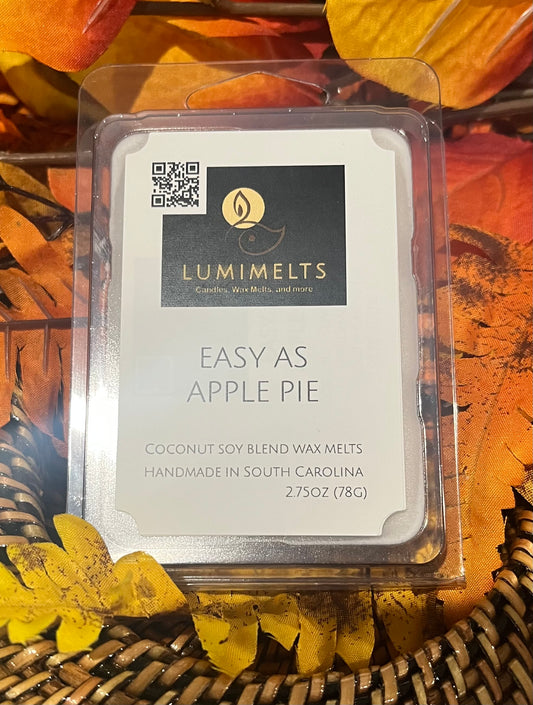 LUMIMELTS
Candles, Wax Melts, and more
EASY AS
APPLE PIE
COCONUT SOY BLEND WAX MELTS
HANDMADE IN SOUTH CAROLINA
2.75OZ (78G)